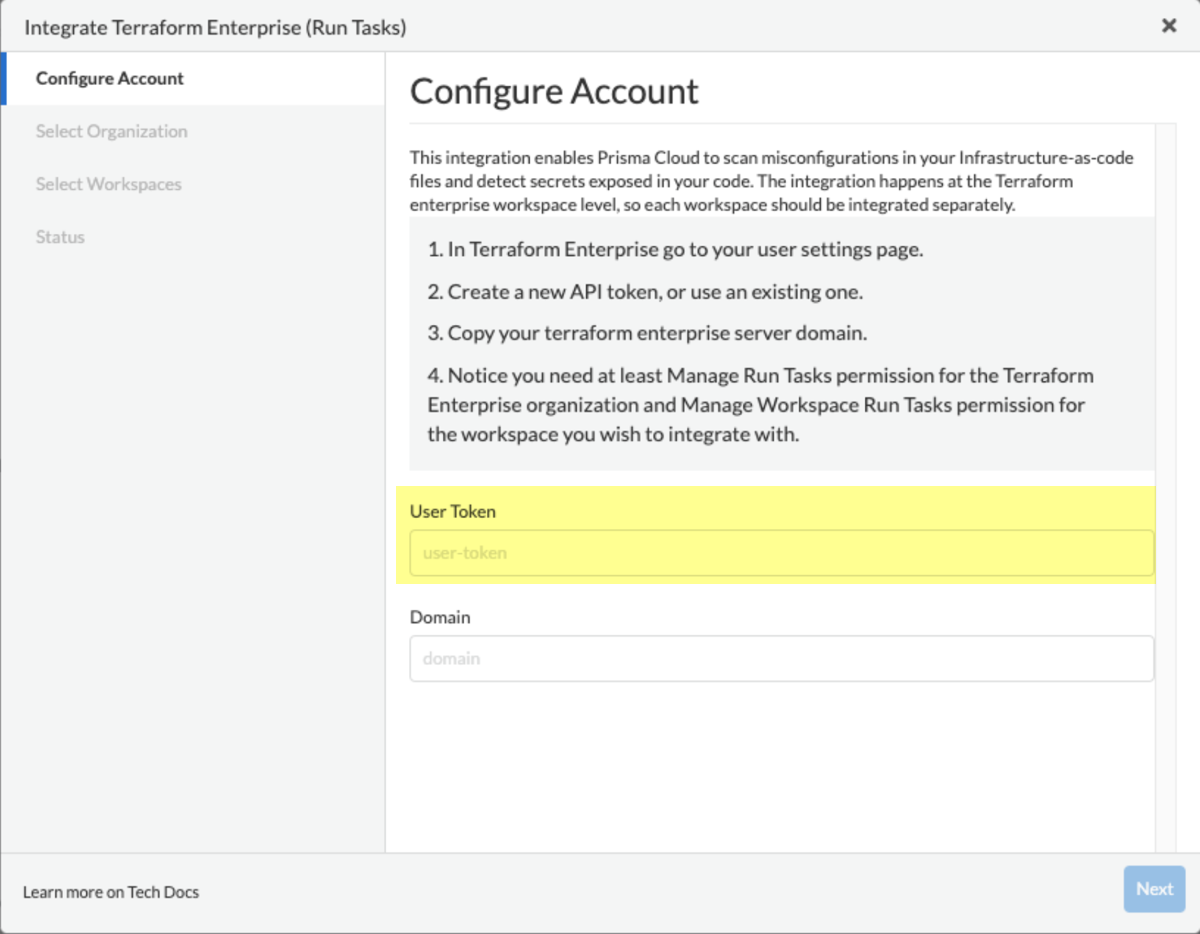 Integrate Terraform Enterprise (Run Tasks)
Configure Account
Select Organization
Select Workspaces
Status
Configure Account
This integration enables Prisma Cloud to scan misconfigurations in your Infrastructure-as-code
files and detect secrets exposed in your code. The integration happens at the Terraform
enterprise workspace level, so each workspace should be integrated separately.
1. In Terraform Enterprise go to your user settings page.
2. Create a new API token, or use an existing one.
3. Copy your terraform enterprise server domain.
4. Notice you need at least Manage Run Tasks permission for the Terraform
Enterprise organization and Manage Workspace Run Tasks permission for
the workspace you wish to integrate with.
User Token
user-token
Domain
domain
Learn more on Tech Docs
Next